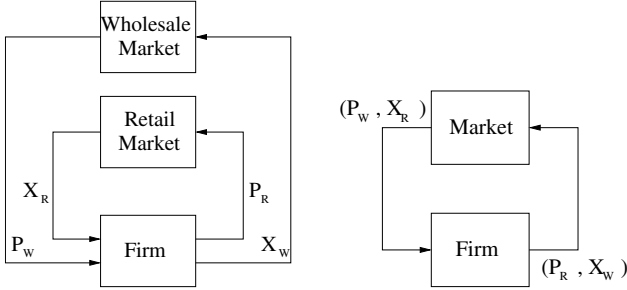 Wholesale
Market
Retail
Market
X_R
P_R
P_W
Firm
X_W
(P_W , X_R )
Market
Firm
(P_R , X_W )